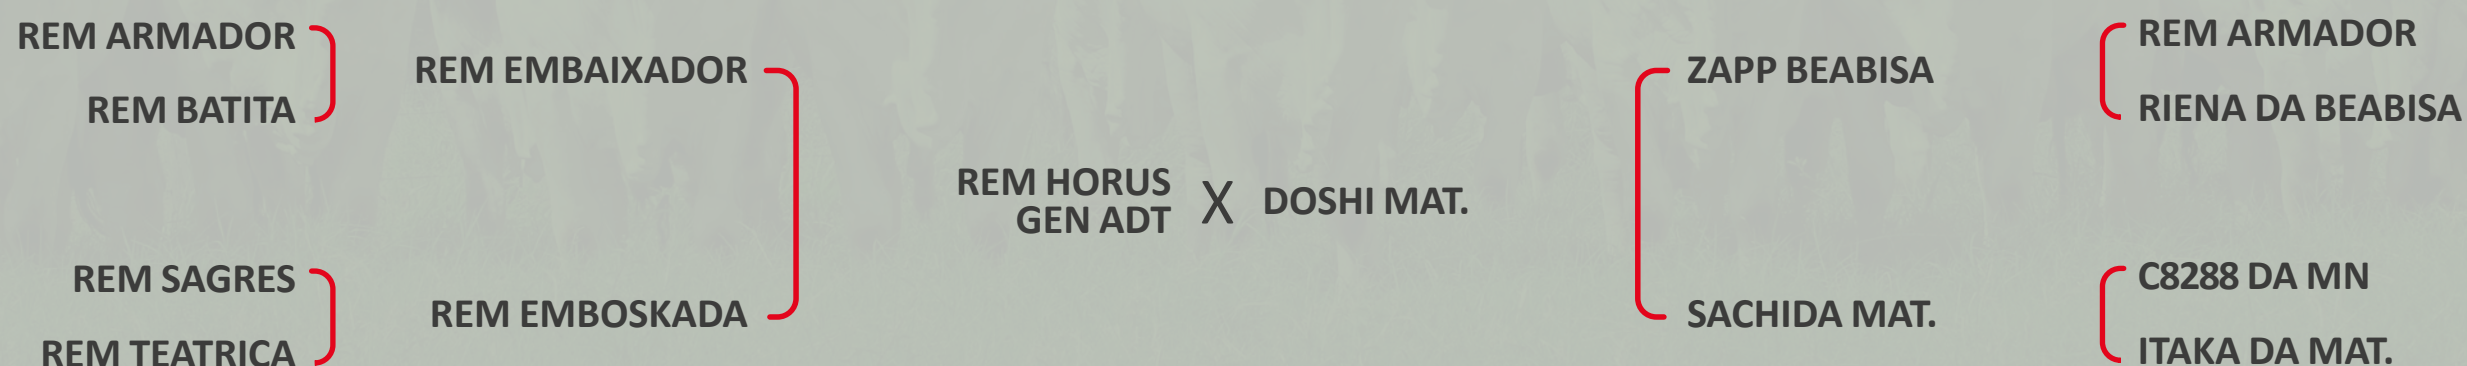 REM ARMADOR
REM BATITA
REM EMBAIXADOR
REM SAGRES
REM TEATRICA
REM EMBOSKADA
REM HORUS
GEN ADT
X
DOSHI MAT.
ZAPP BEABISA
SACHIDA MAT.
REM ARMADOR
RIENA DA BEABISA
C8288 DA MN
ITAKA DA MAT.